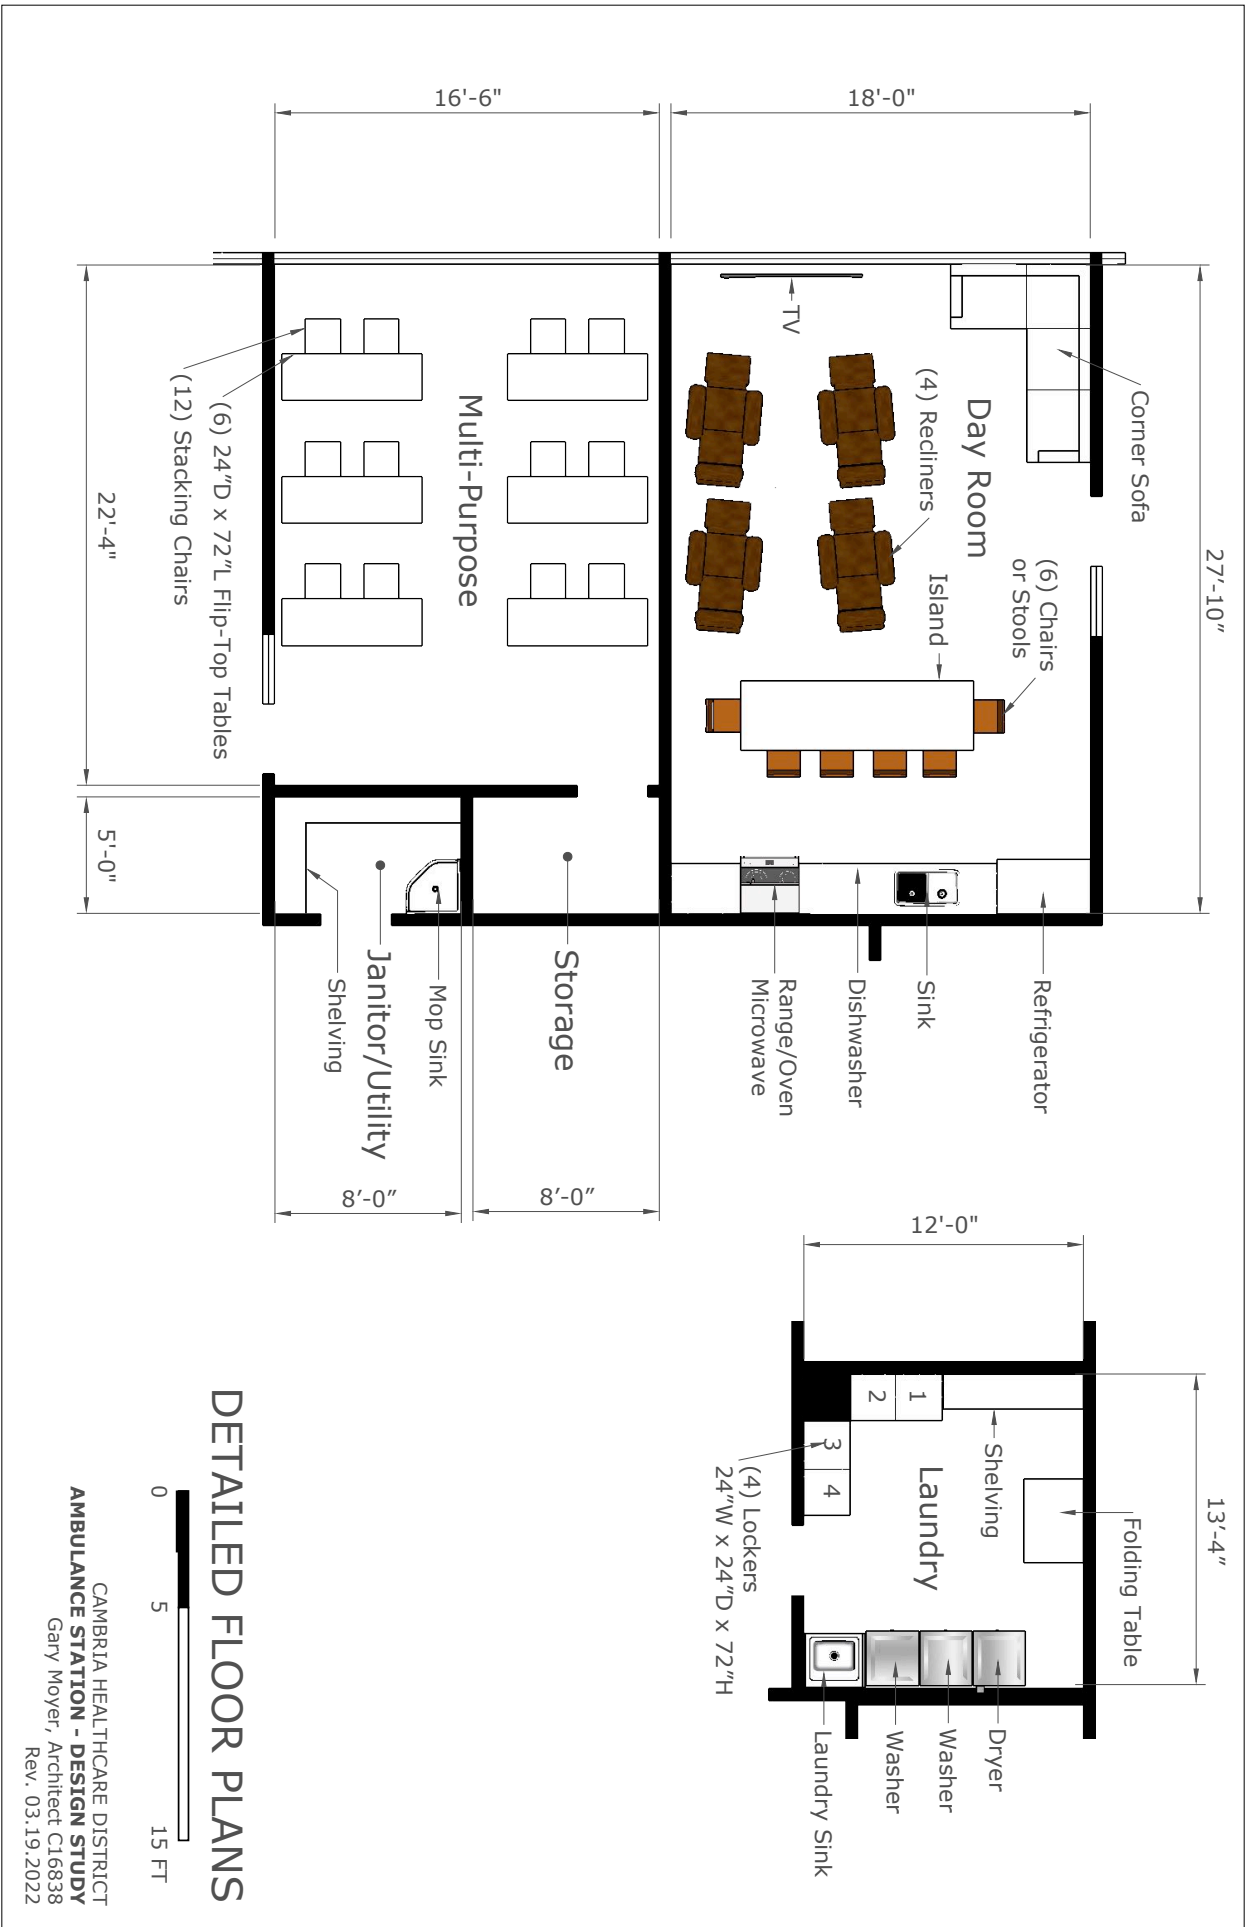 27'-10"
13'-4"
Corner Sofa
(6) Chairs
or Stools
Refrigerator
Folding Table
18'-0"
Day Room
(4) Recliners
Island
Sink
Dishwasher
Range/Oven
Microwave
TV
12'-0"
Shelving
Laundry
1
2
3
4
(4) Lockers
24"W x 24"D x 72"H
Dryer
Washer
Washer
Laundry Sink
16'-6"
Multi-Purpose
Storage
8'-0"
Mop Sink
Janitor/Utility
Shelving
8'-0"
(6) 24"D x 72"L Flip-Top Tables
(12) Stacking Chairs
22'-4"
5'-0"
DETAILED FLOOR PLANS
0
5
15 FT
CAMBRIA HEALTHCARE DISTRICT
AMBULANCE STATION - DESIGN STUDY
Gary Moyer, Architect C16838
Rev. 03.19.2022